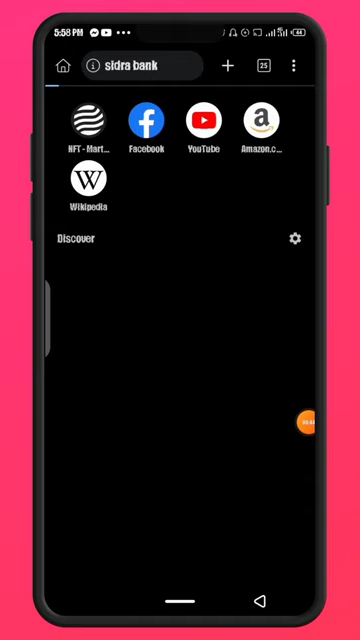 5:58 PM
sidra bank
25
NFT - Mart... Facebook YouTube Amazon.c...
Wikipedia
Discover